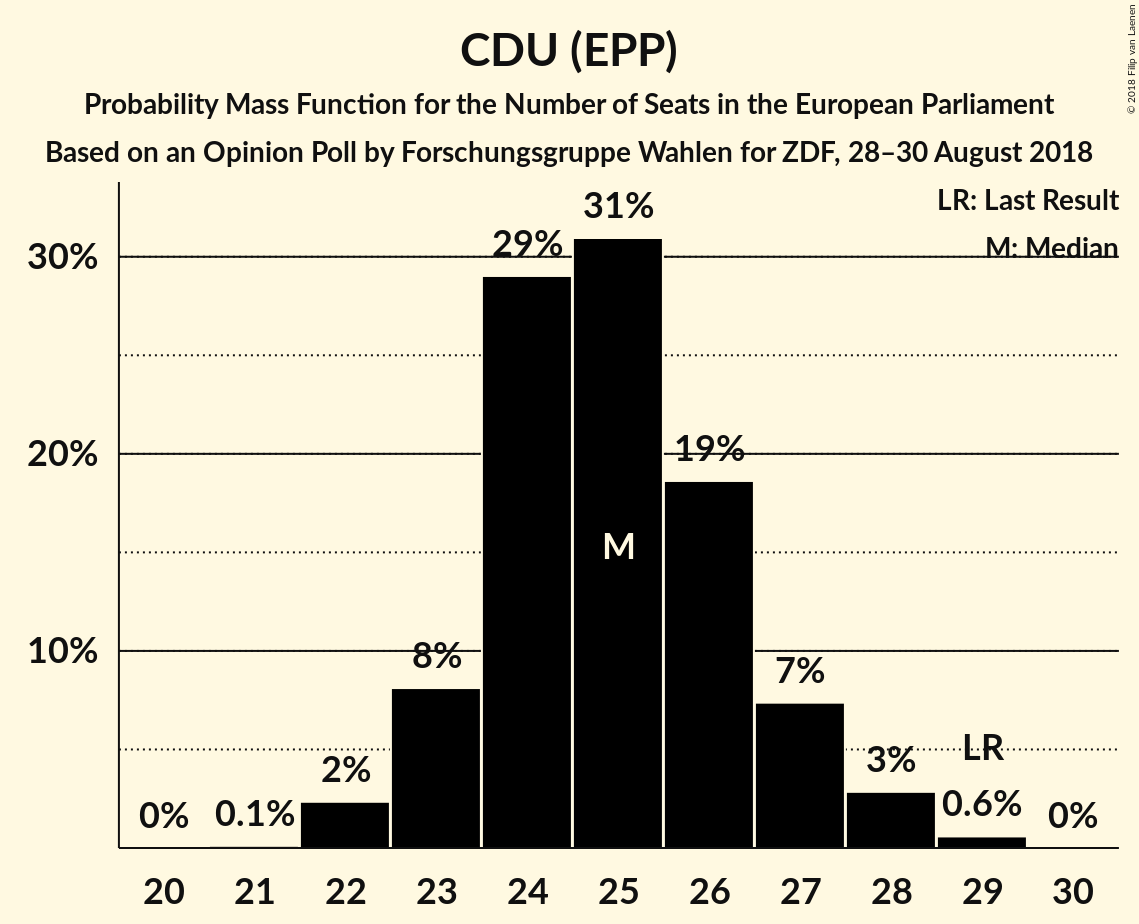 CDU (EPP)
Probability Mass Function for the Number of Seats in the European Parliament
Based on an Opinion Poll by Forschungsgruppe Wahlen for ZDF, 28–30 August 2018
© 2018 Filip van Laenen
LR: Last Result
M: Median
30%
20%
10%
0%
0.1%
2%
8%
29%
31%
M
19%
7%
3%
LR
0.6%
0%
20 21 22 23 24 25 26 27 28 29 30